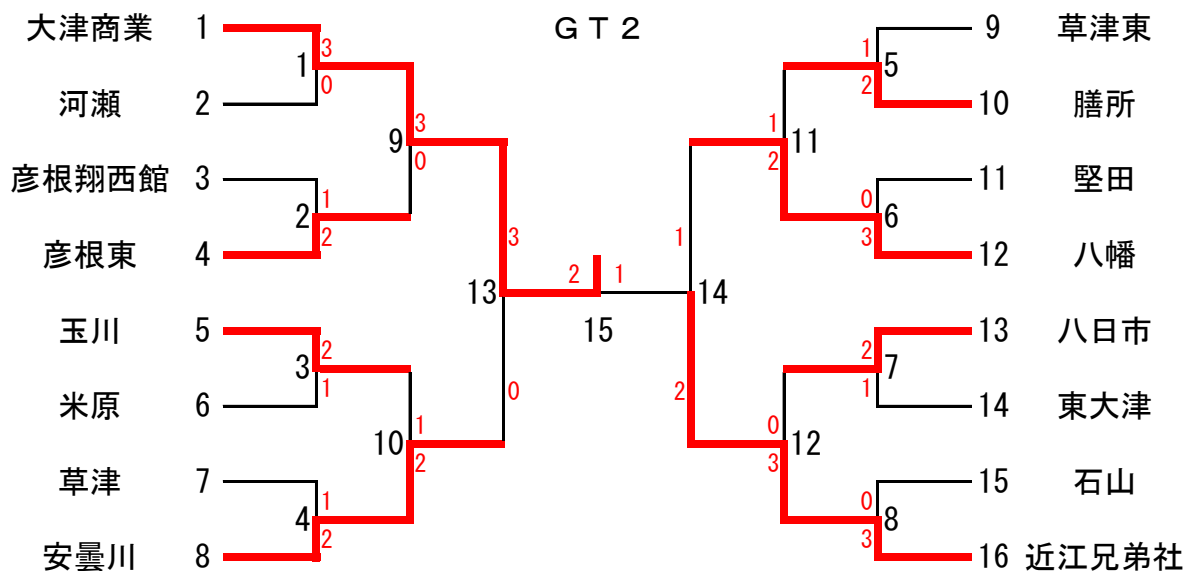 GT2
大津商業 1
河瀬 2
彦根翔西館 3
彦根東 4
玉川 5
米原 6
草津 7
安曇川 8
9 草津東
10 膳所
11 堅田
12 八幡
13 八日市
14 東大津
15 石山
16 近江兄弟社
1 3 0
2 1 2
3 2 1
4 1 2
9 3 0
10 1 2
13 3 0
15 2 1
14 1 2
11 1 2
12 0 3
5 1 2
6 0 3
7 2 1
8 0 3